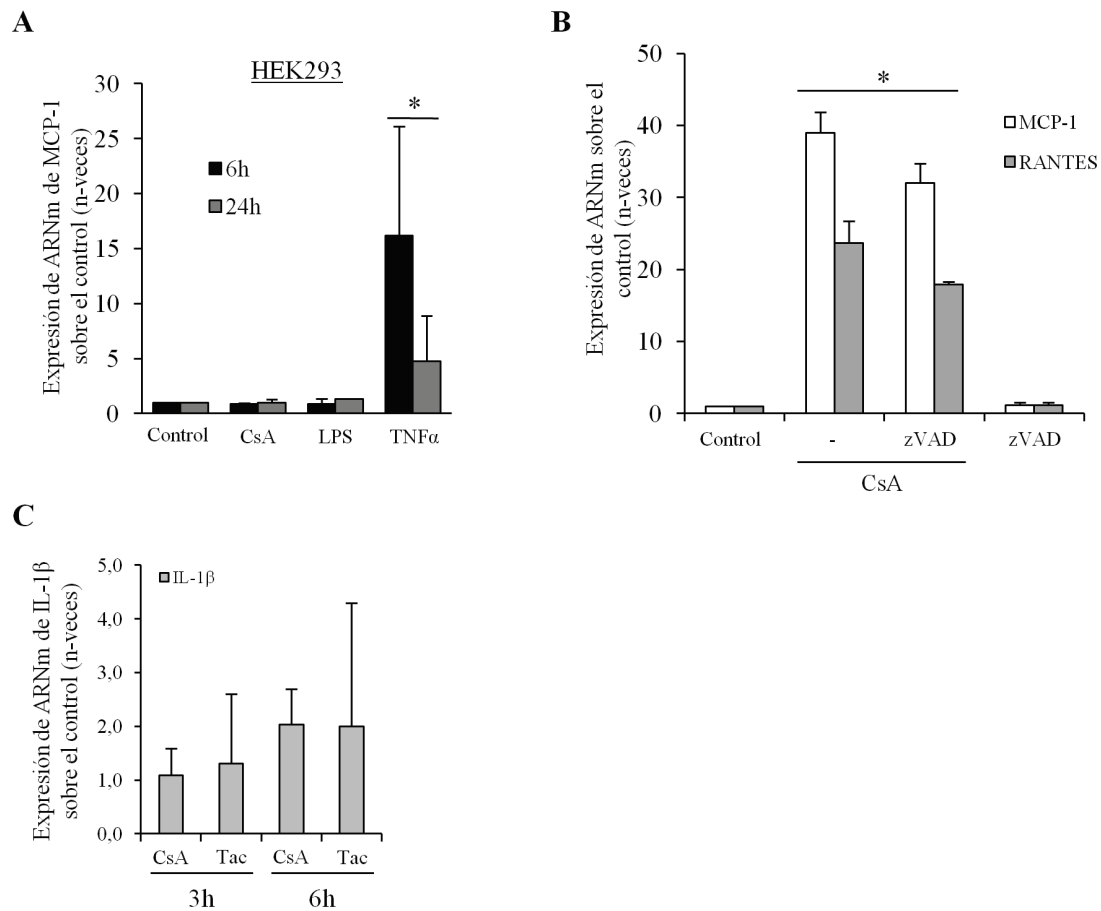 A
HEK293
Expresión de ARNm de MCP-1
sobre el control (n-veces)
30
25
20
15
10
5
0
*
6h
24h
Control
CsA
LPS
TNFα
B
Expresión de ARNm sobre el
control (n-veces)
50
40
30
20
10
0
*
MCP-1
RANTES
Control
-
zVAD
zVAD
CsA
C
Expresión de ARNm de IL-1β
sobre el control (n-veces)
5,0
4,0
3,0
2,0
1,0
0,0
IL-1β
CsA
Tac
CsA
Tac
3h
6h